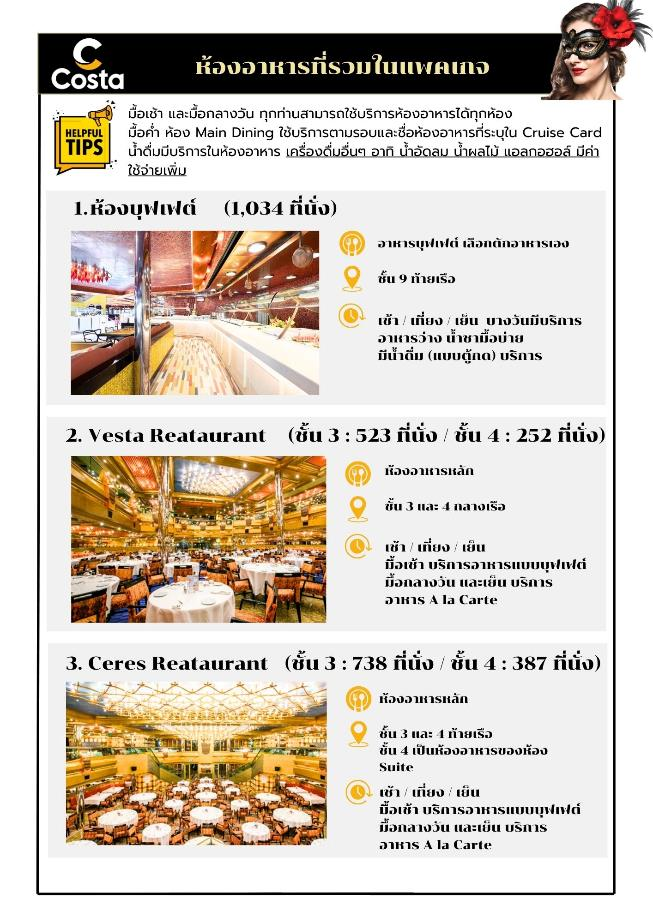 Costa
ห้องอาหารที่รวมในแพคเกจ
HELPFUL
TIPS
มื้อเช้า และมื้อกลางวัน ทุกท่านสามารถใช้บริการห้องอาหารได้ทุกห้อง
มื้อค่ำ ห้อง Main Dining ใช้บริการตามรอบและชื่อห้องอาหารที่ระบุใน Cruise Card
น้ำดื่มมีบริการในห้องอาหาร เครื่องดื่มอื่นๆ อาทิ น้ำอัดลม น้ำผลไม้ แอลกอฮอล์ มีค่า
ใช้จ่ายเพิ่ม
1.ห้องบุฟเฟต์ (1,034 ที่นั่ง)
อาหารบุฟเฟต์ เลือกตักอาหารเอง
ชั้น 9 ท้ายเรือ
เช้า / เที่ยง / เย็น บางวันมีบริการ
อาหารว่าง น้ำชามื้อบ่าย
มีน้ำดื่ม (แบบตู้กด) บริการ
2. Vesta Reataurant (ชั้น 3 : 523 ที่นั่ง / ชั้น 4 : 252 ที่นั่ง)
ห้องอาหารหลัก
ชั้น 3 และ 4 กลางเรือ
เช้า / เที่ยง / เย็น
มื้อเช้า บริการอาหารแบบบุฟเฟต์
มื้อกลางวัน และเย็น บริการ
อาหาร A la Carte
3. Ceres Reataurant (ชั้น 3 : 738 ที่นั่ง / ชั้น 4 : 387 ที่นั่ง)
ห้องอาหารหลัก
ชั้น 3 และ 4 ท้ายเรือ
ชั้น 4 เป็นห้องอาหารของห้อง
Suite
เช้า / เที่ยง / เย็น
มื้อเช้า บริการอาหารแบบบุฟเฟต์
มื้อกลางวัน และเย็น บริการ
อาหาร A la Carte